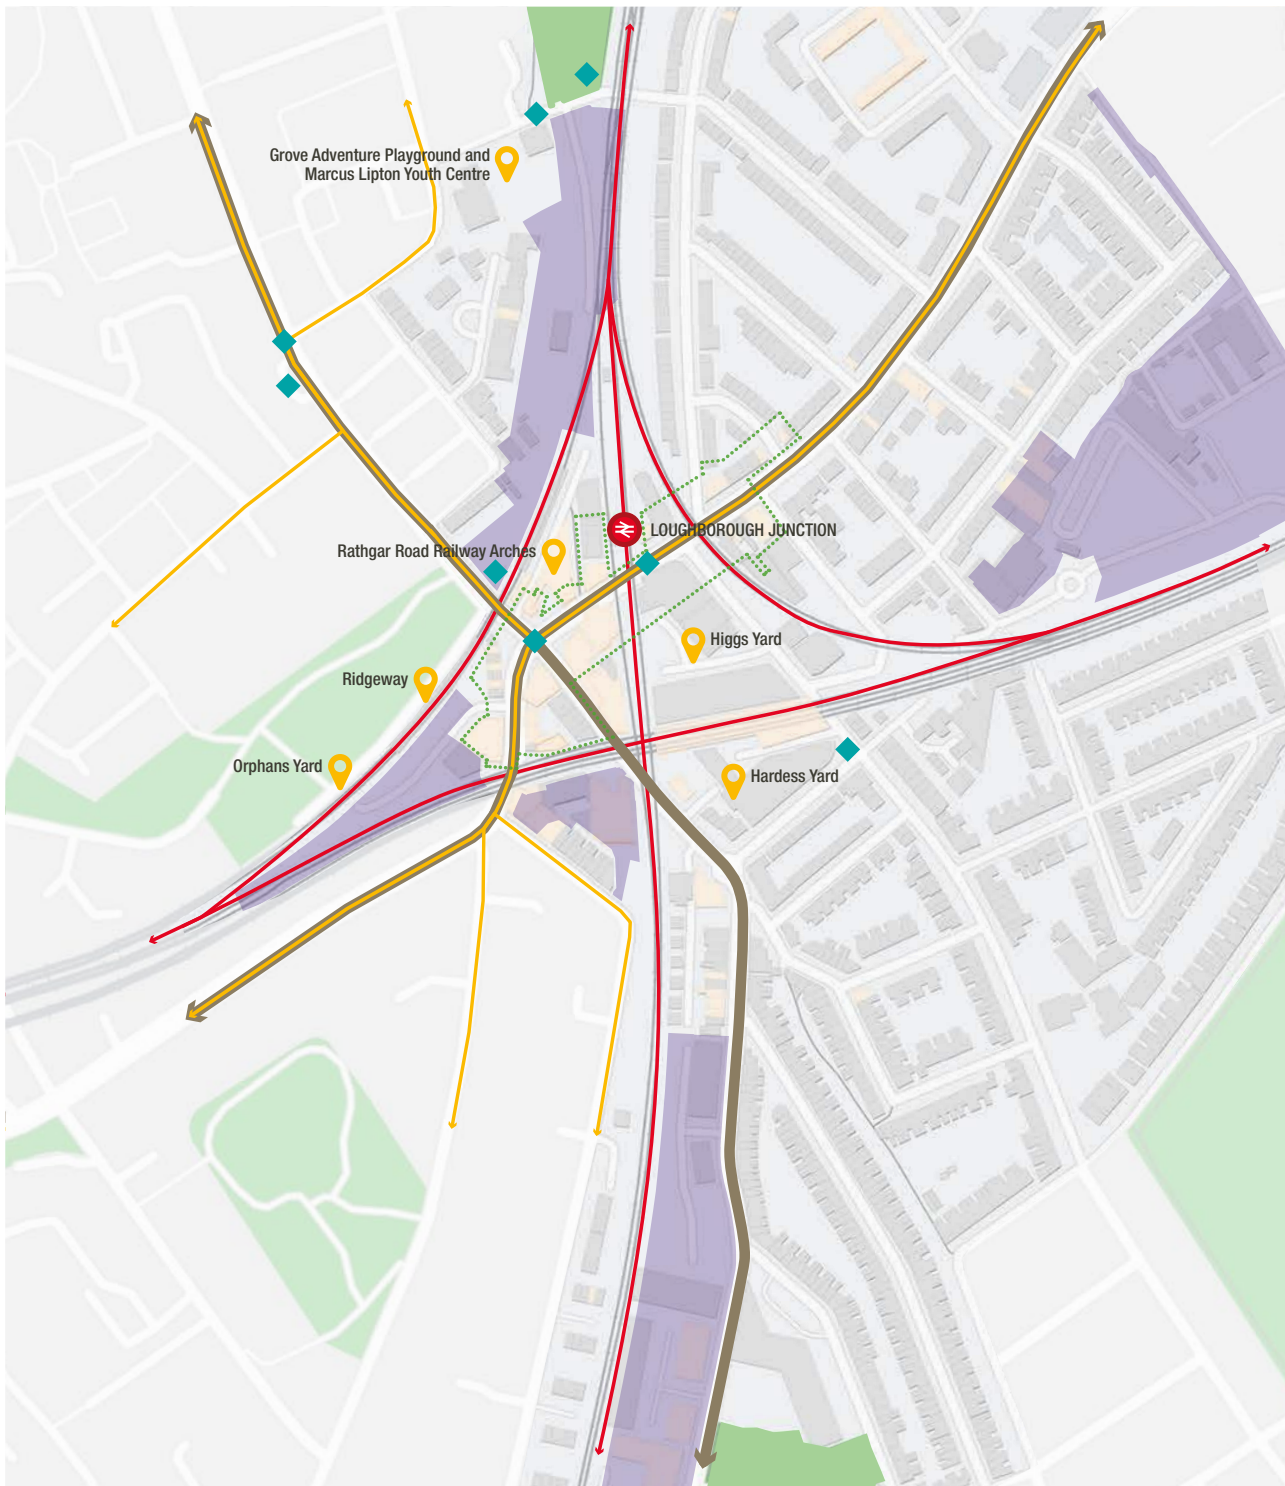 Grove Adventure Playground and
Marcus Lipton Youth Centre
LOUGHBOROUGH JUNCTION
Rathgar Road Railway Arches
Higgs Yard
Ridgeway
Orphans Yard
Hardess Yard